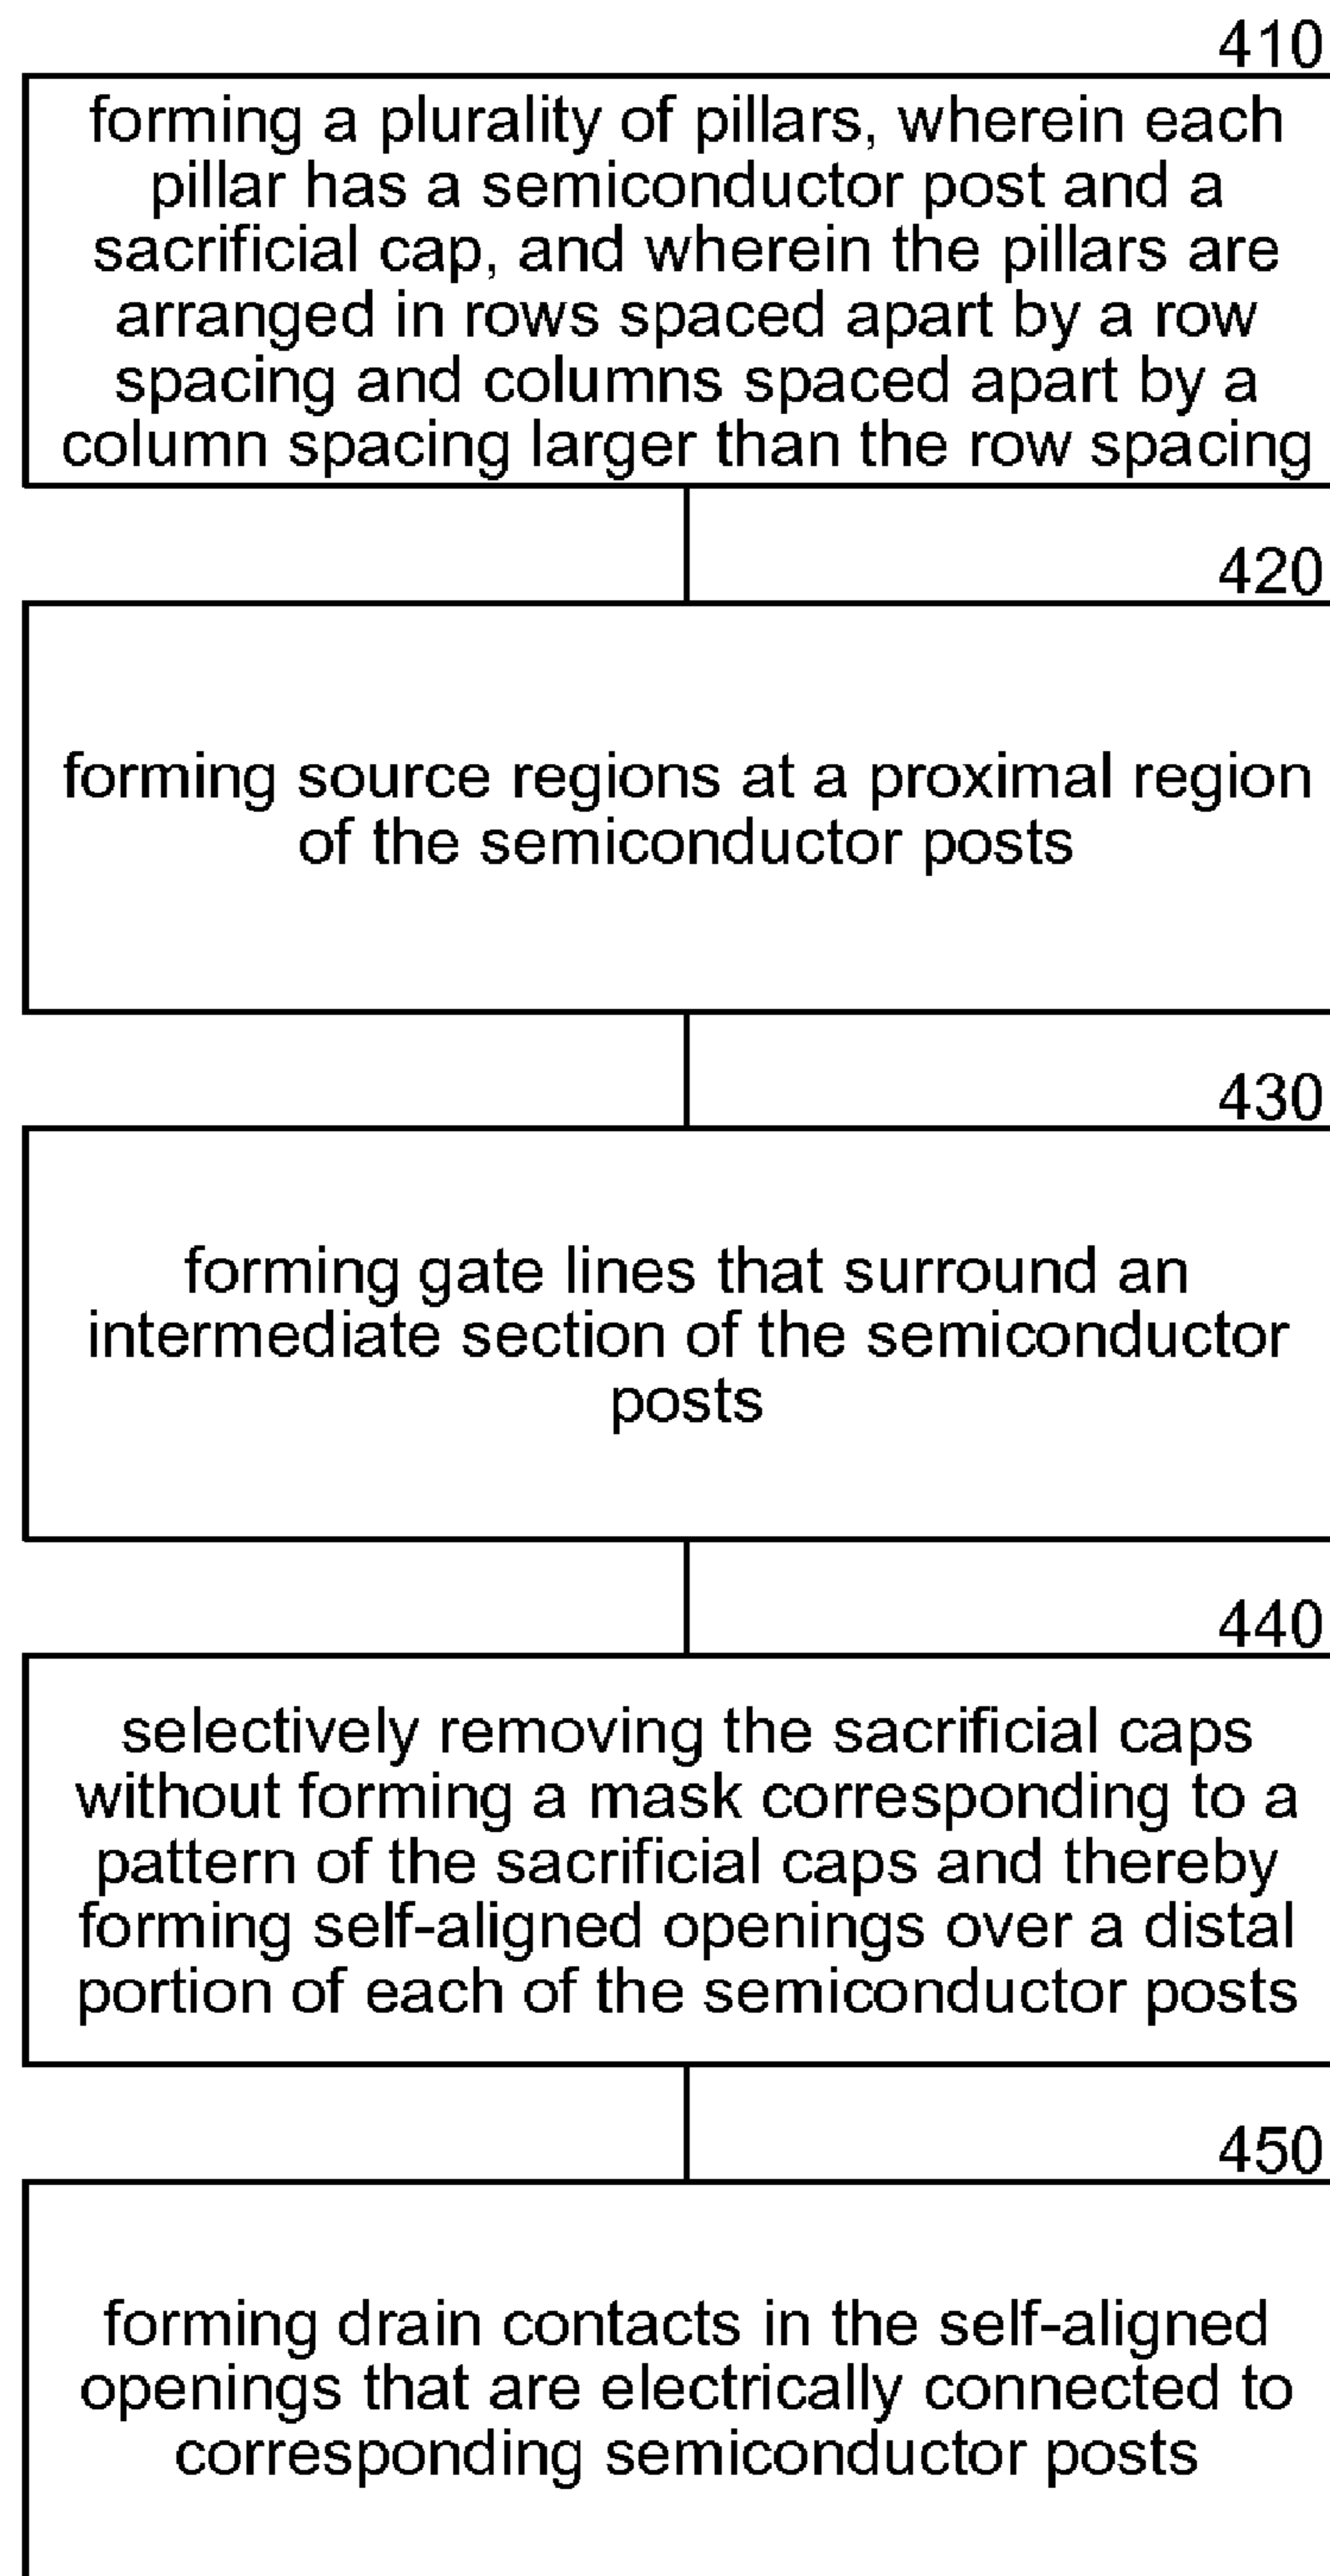 410
forming a plurality of pillars, wherein each
pillar has a semiconductor post and a
sacrificial cap, and wherein the pillars are
arranged in rows spaced apart by a row
spacing and columns spaced apart by a
column spacing larger than the row spacing
420
forming source regions at a proximal region
of the semiconductor posts
430
forming gate lines that surround an
intermediate section of the semiconductor
posts
440
selectively removing the sacrificial caps
without forming a mask corresponding to a
pattern of the sacrificial caps and thereby
forming self-aligned openings over a distal
portion of each of the semiconductor posts
450
forming drain contacts in the self-aligned
openings that are electrically connected to
corresponding semiconductor posts